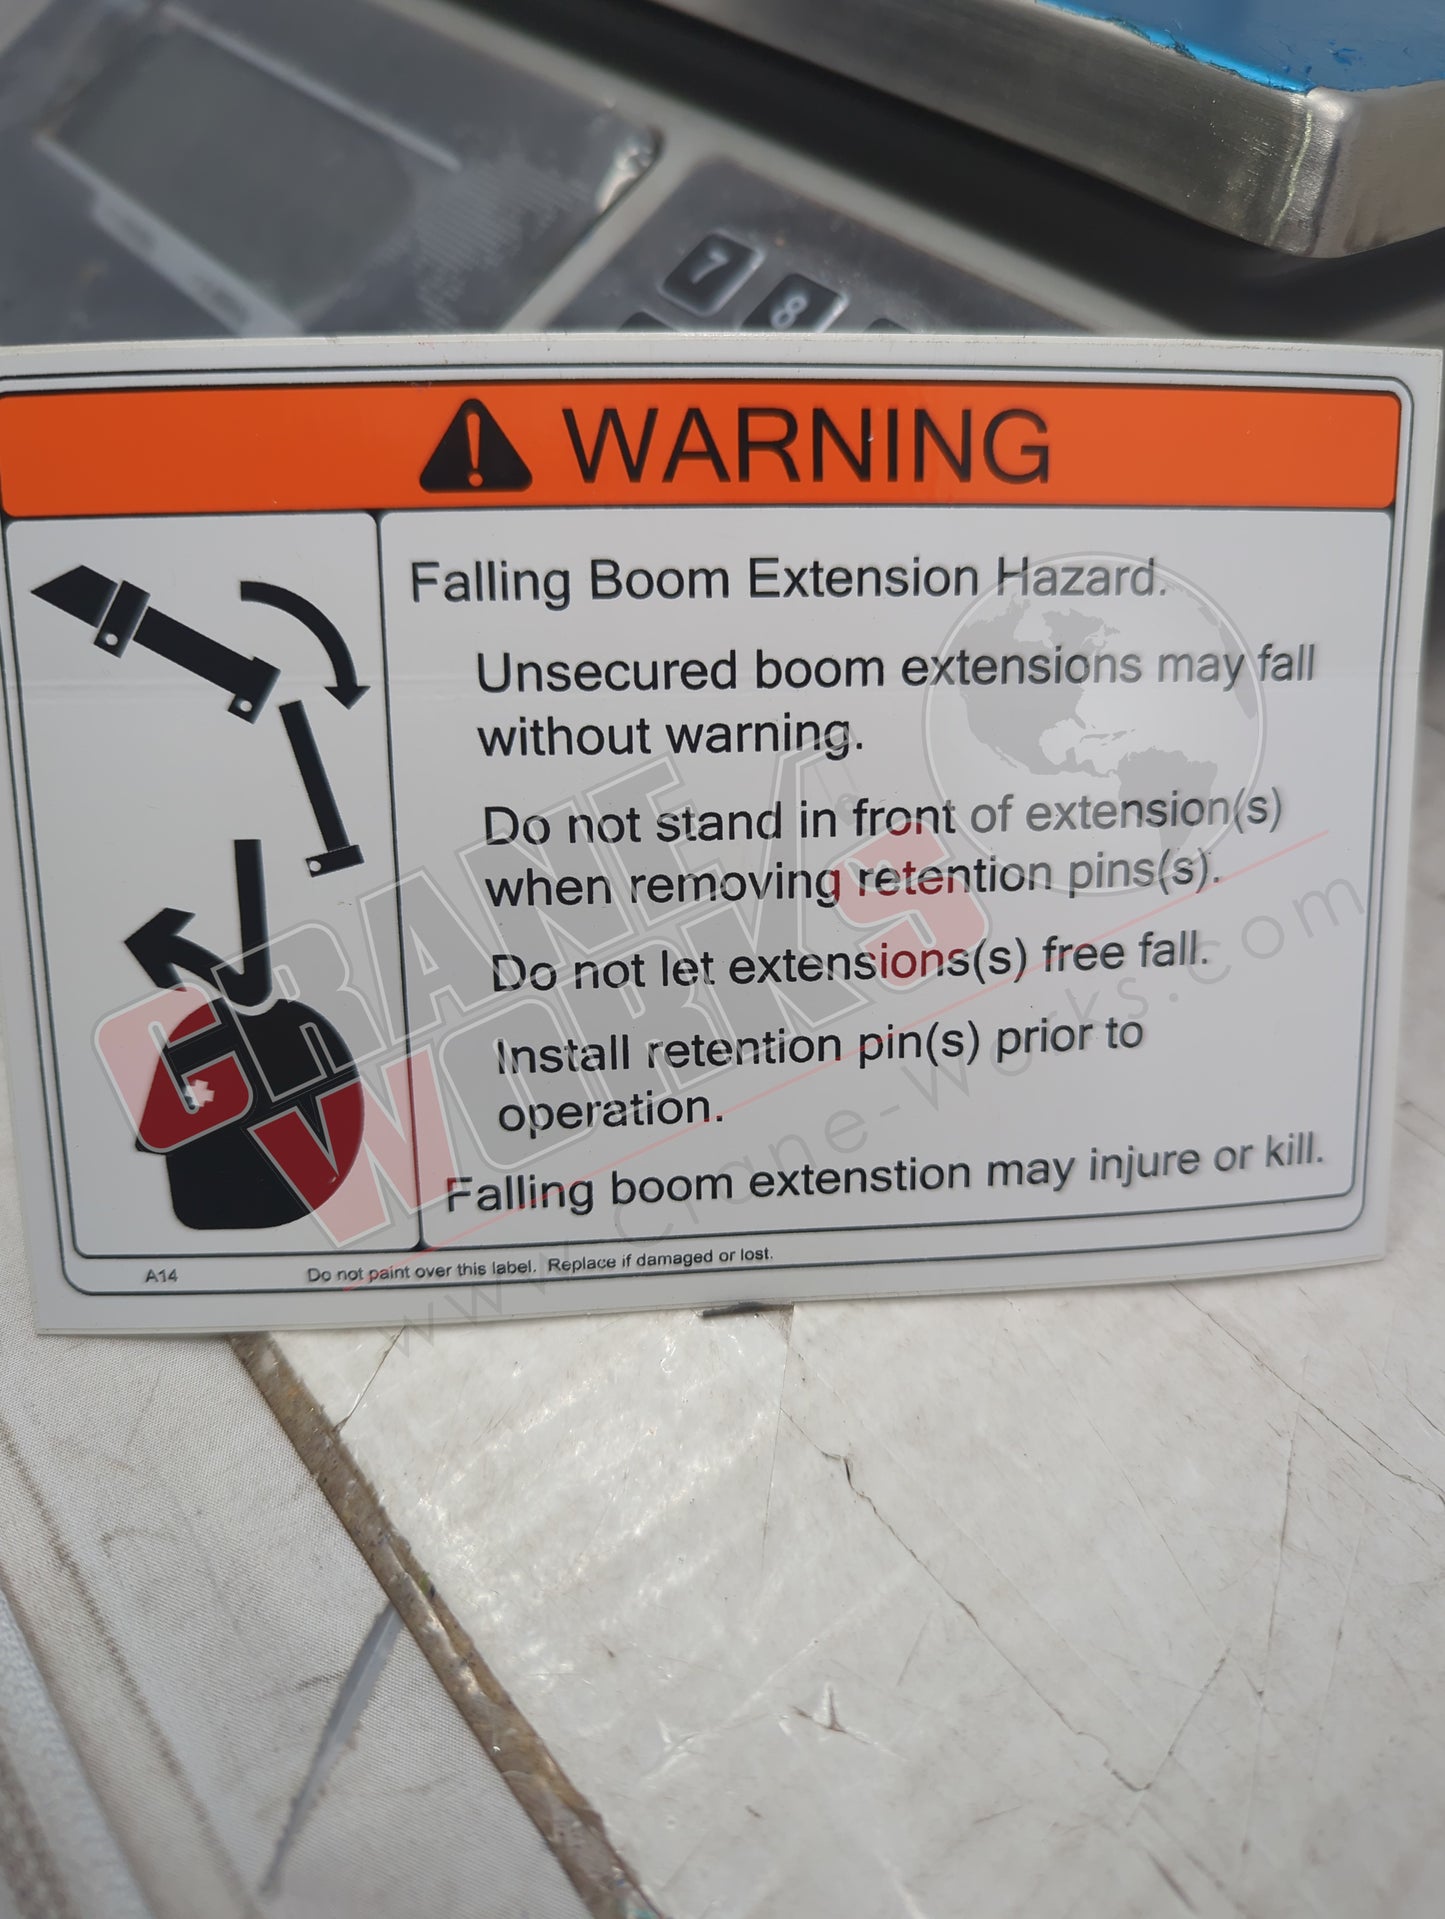 7
8
WARNING
Falling Boom Extension Hazard.
Unsecured boom extensions may fall
without warning.
Do not stand in front of extension(s)
when removing retention pins(s).
Do not let extensions(s) free fall.
Install retention pin(s) prior to
operation.
Falling boom extenstion may injure or kill.
A14 Do not paint over this label. Replace if damaged or lost.
CRANE
WORKS
www.crane-works.com